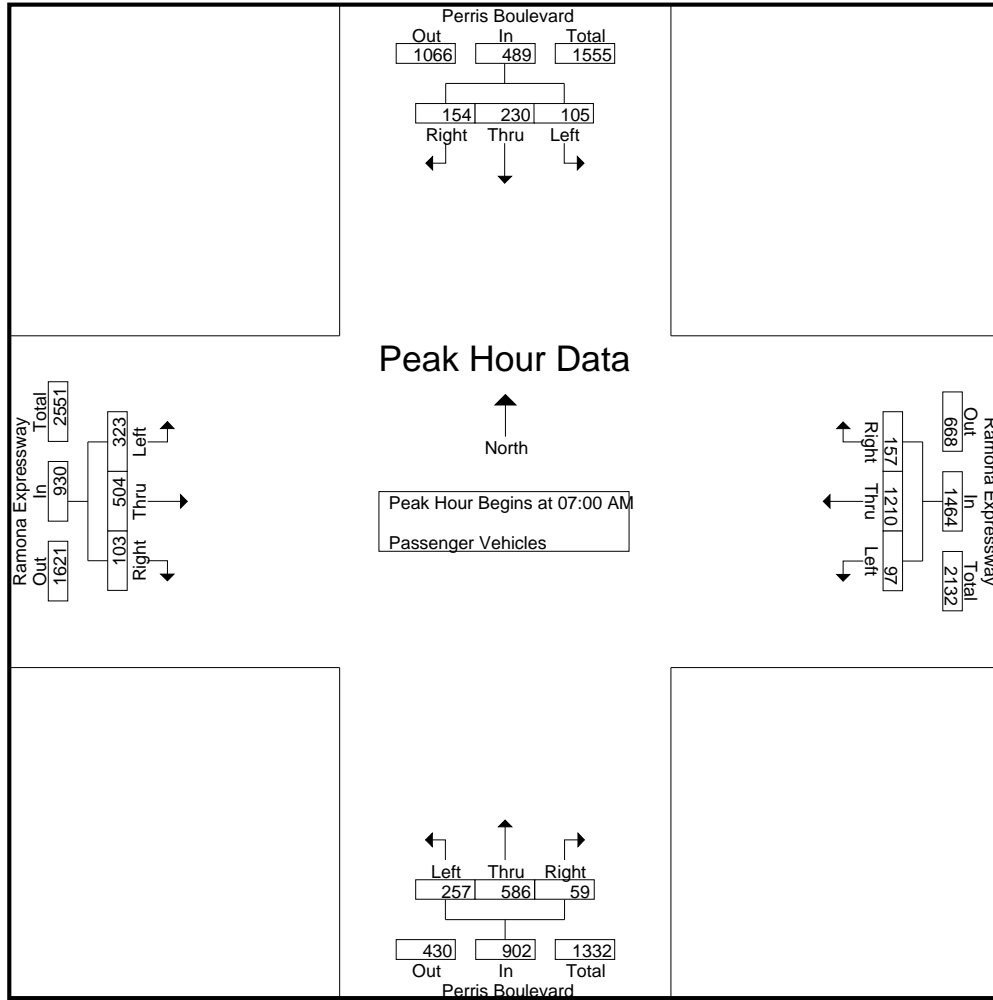 Perris Boulevard
Out In Total
1066 489 1555
154 230 105
Right Thru Left
Peak Hour Data
North
Peak Hour Begins at 07:00 AM
Passenger Vehicles
Ramona Expressway
Out In Total
1621 930 2551
103 504 323
Right Thru Left
Ramona Expressway
Out In Total
668 1464 2132
157 1210 97
Right Thru Left
Left Thru Right
257 586 59
430 902 1332
Out In Total
Perris Boulevard